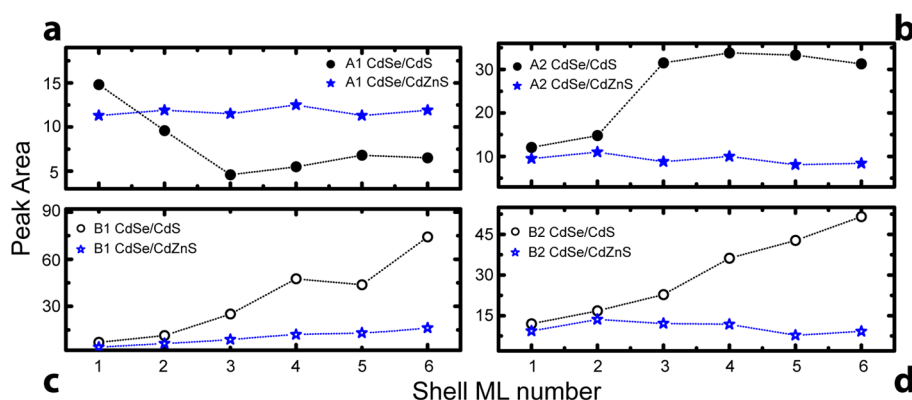 a
b
A1 CdSe/CdS
A1 CdSe/CdZnS
15
10
5
A2 CdSe/CdS
A2 CdSe/CdZnS
30
20
10
Peak Area
B1 CdSe/CdS
B1 CdSe/CdZnS
90
60
30
B2 CdSe/CdS
B2 CdSe/CdZnS
45
30
15
1 2 3 4 5 6
1 2 3 4 5 6
c
Shell ML number
d